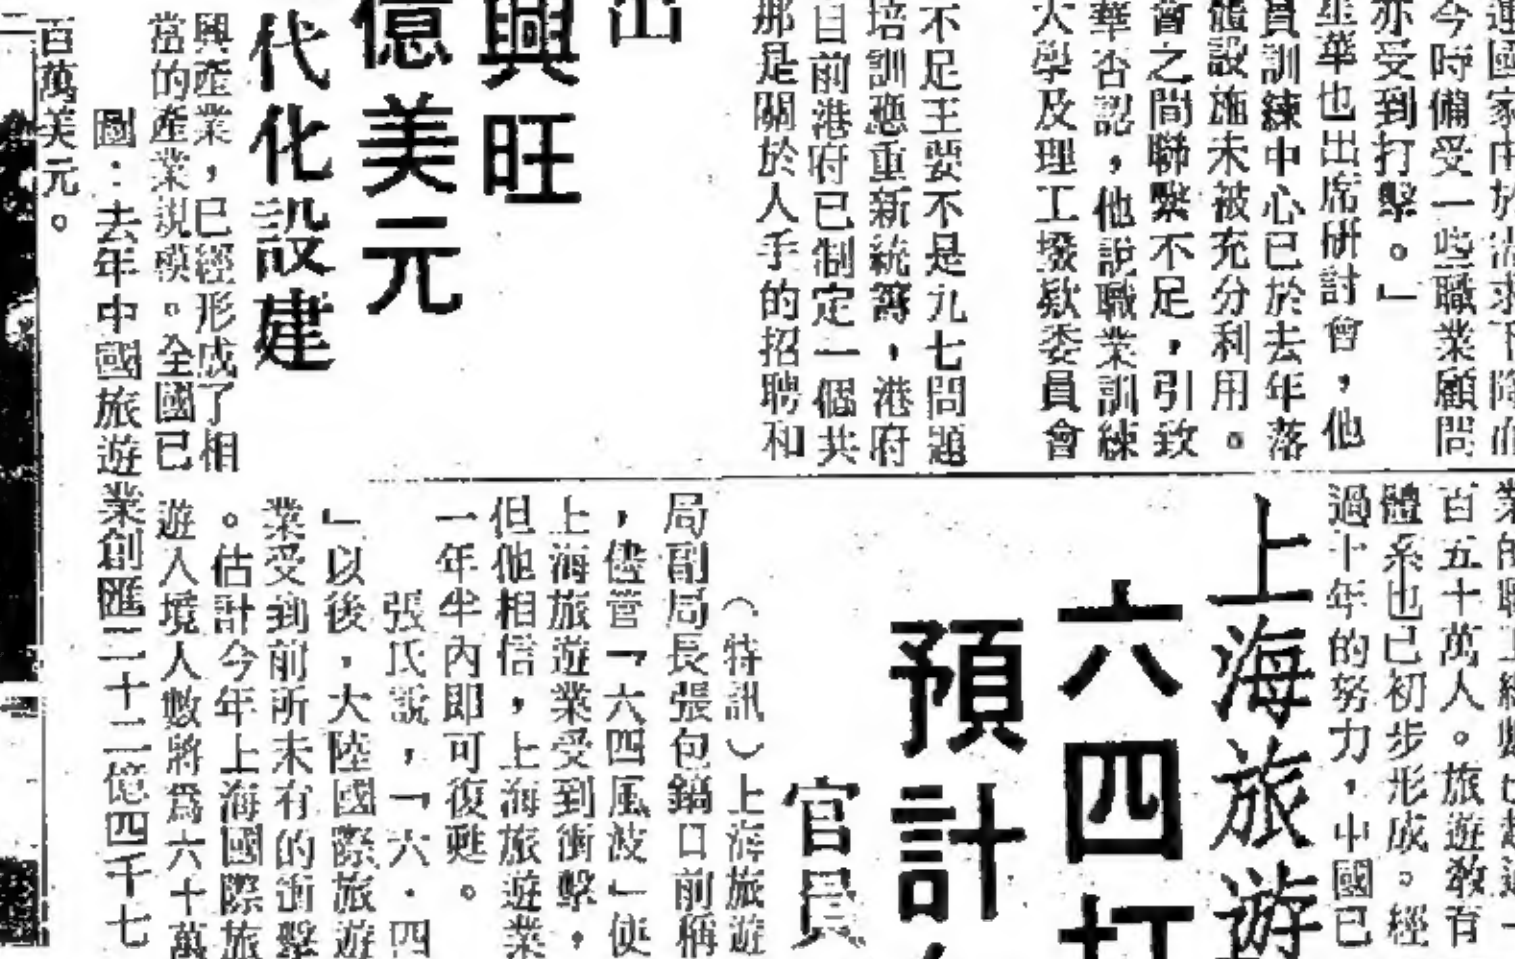 連國家由於需求下降而
今時備受一些職業顧問
亦受到打擊。」
生華也出席研討會，他
員訓練中心已於去年落
體設施未被充分利用。
會之間聯繫不足，引致
華否認，他說職業訓練
大學及理工撥款委員會
不足主要不是九七問題
培訓應重新統籌，港府
目前港府已制定一個共
那是關於人手的招聘和
出
興旺
億美元
代化設建
興產業，已經形成了相
當的產業規模。全國已
圖：去年中國旅遊業創匯二十二億四千七
百萬美元。
業的職工總數已超過一
百五十萬人。旅遊教育
體系也已初步形成。經
過十年的努力，中國已
上海旅遊
六四打
預計
官員
（特訊）上海旅遊
局副局長張包鎬日前稱
，儘管「六四風波」使
上海旅遊業受到衝擊，
但他相信，上海旅遊業
一年半內即可復甦。
張氏說，「六．四
」以後，大陸國際旅遊
業受到前所未有的衝擊
。估計今年上海國際旅
遊入境人數將爲六十萬